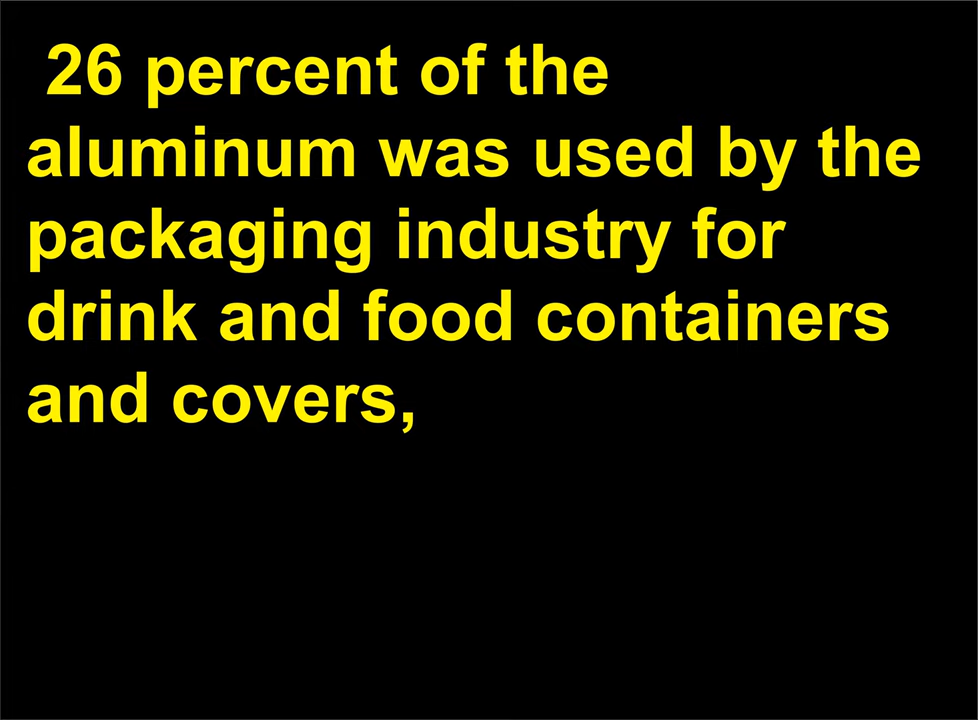 26 percent of the
aluminum was used by the
packaging industry for
drink and food containers
and covers,